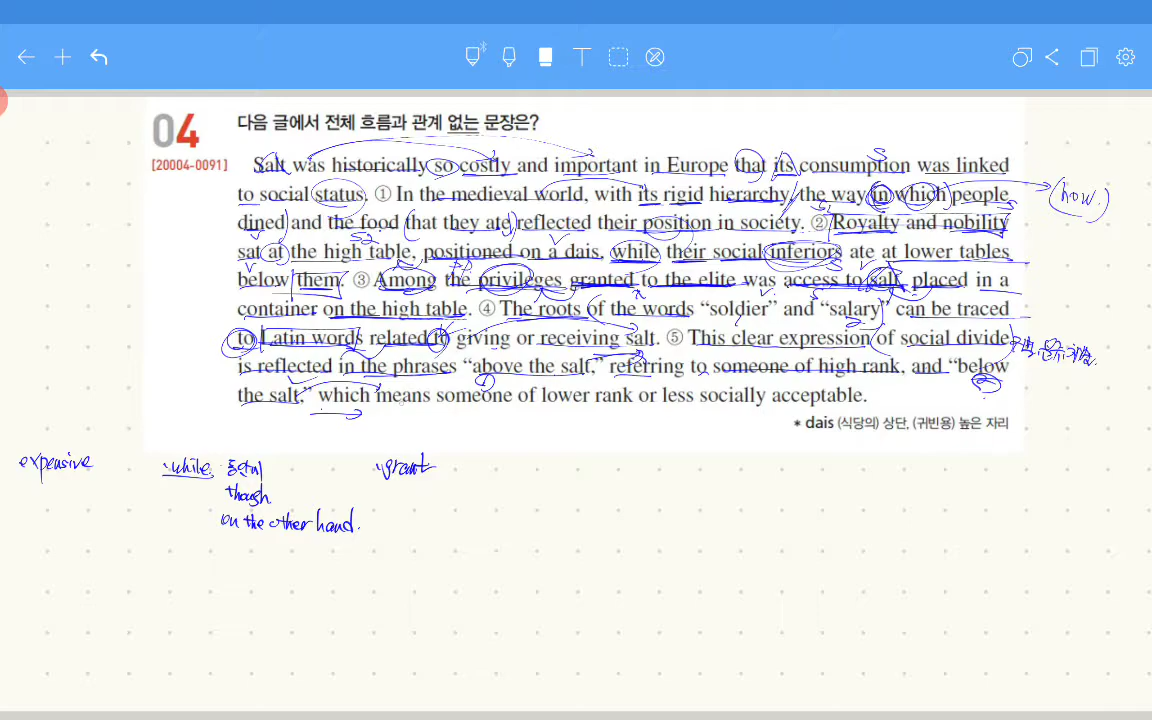 04
다음 글에서 전체 흐름과 관계 없는 문장은?
[20004-0091]
Salt was historically so costly and important in Europe that its consumption was linked
to social status. ① In the medieval world, with its rigid hierarchy, the way in which people
(how.)
dined and the food that they ate reflected their position in society. ② Royalty and nobility
sat at the high table, positioned on a dais, while their social inferiors ate at lower tables
below them. ③ Among the privileges granted to the elite was access to salt, placed in a
container on the high table. ④ The roots of the words “soldier” and “salary” can be traced
to Latin words related to giving or receiving salt. ⑤ This clear expression of social divide
is reflected in the phrases “above the salt,” referring to someone of high rank, and “below
the salt,” which means someone of lower rank or less socially acceptable.
* dais (식당의) 상단, (귀빈용) 높은 자리
expensive while 동안에 grant
though
on the other hand.